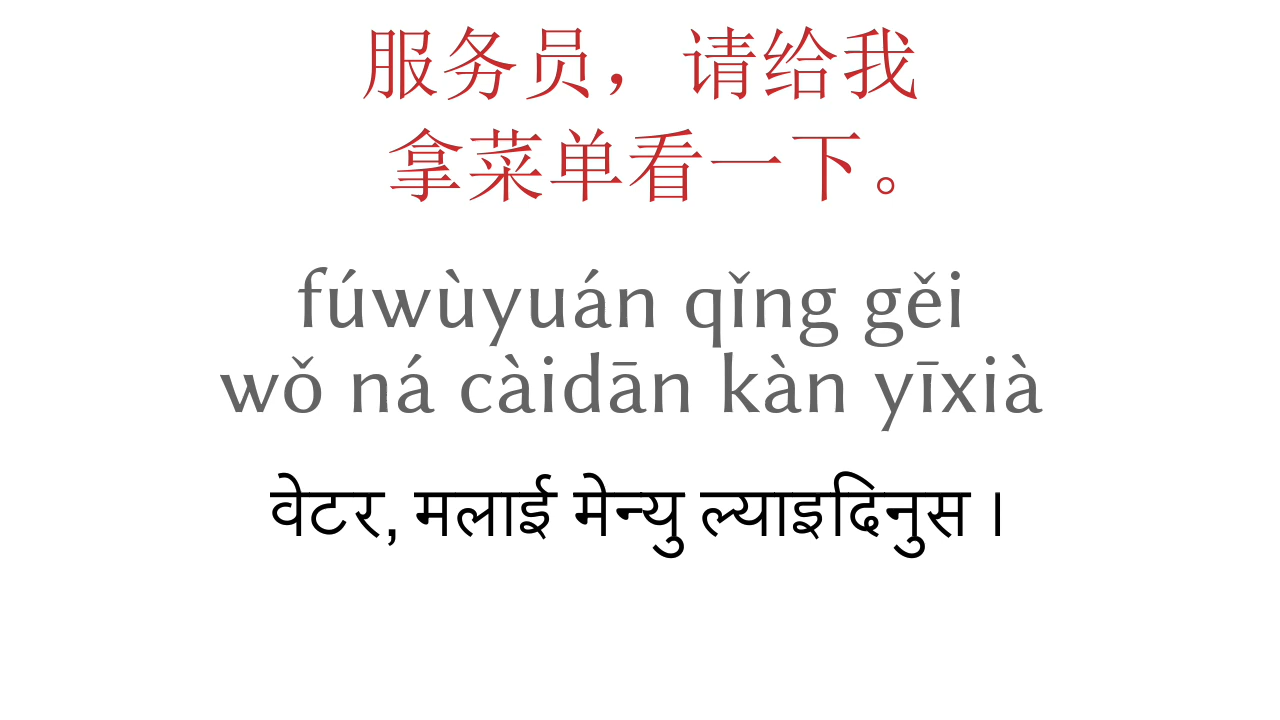 服务员，请给我
拿菜单看一下。
fúwùyuán qǐng gěi
wǒ ná càidān kàn yīxià
वेटर, मलाई मेन्यु ल्याइदिनुस ।